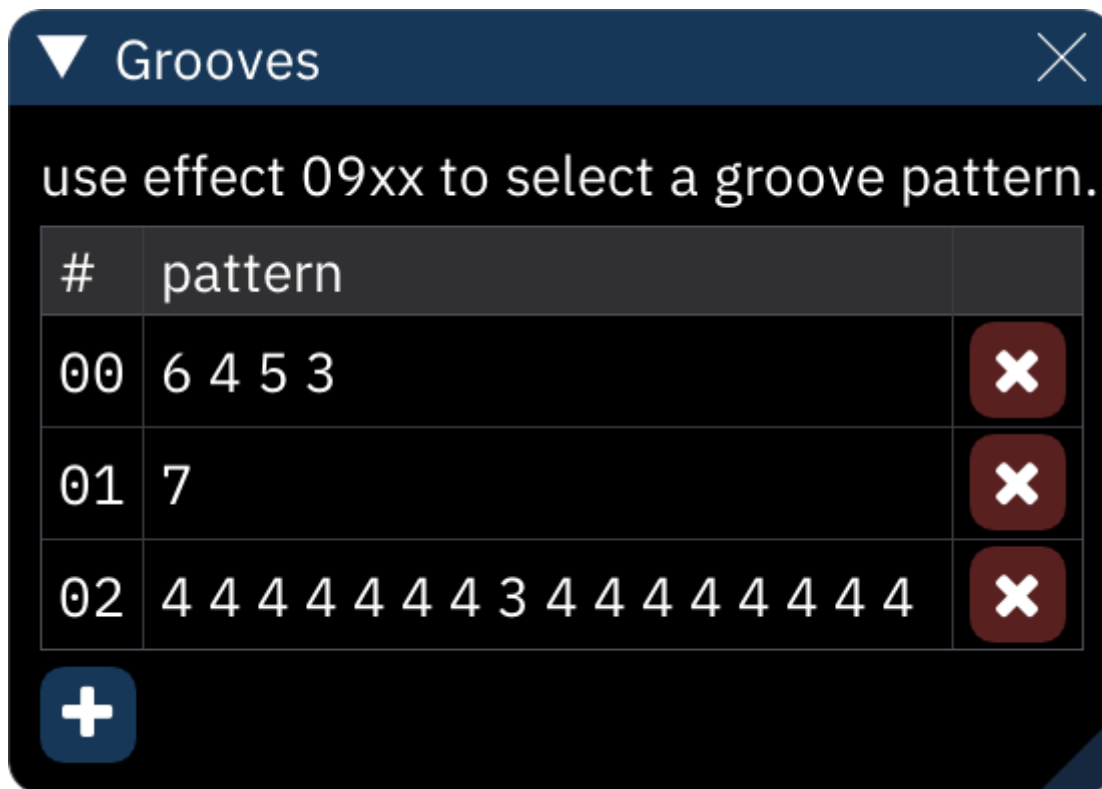 Grooves
use effect 09xx to select a groove pattern.
# pattern
00 6 4 5 3
01 7
02 4 4 4 4 4 4 4 3 4 4 4 4 4 4 4 4